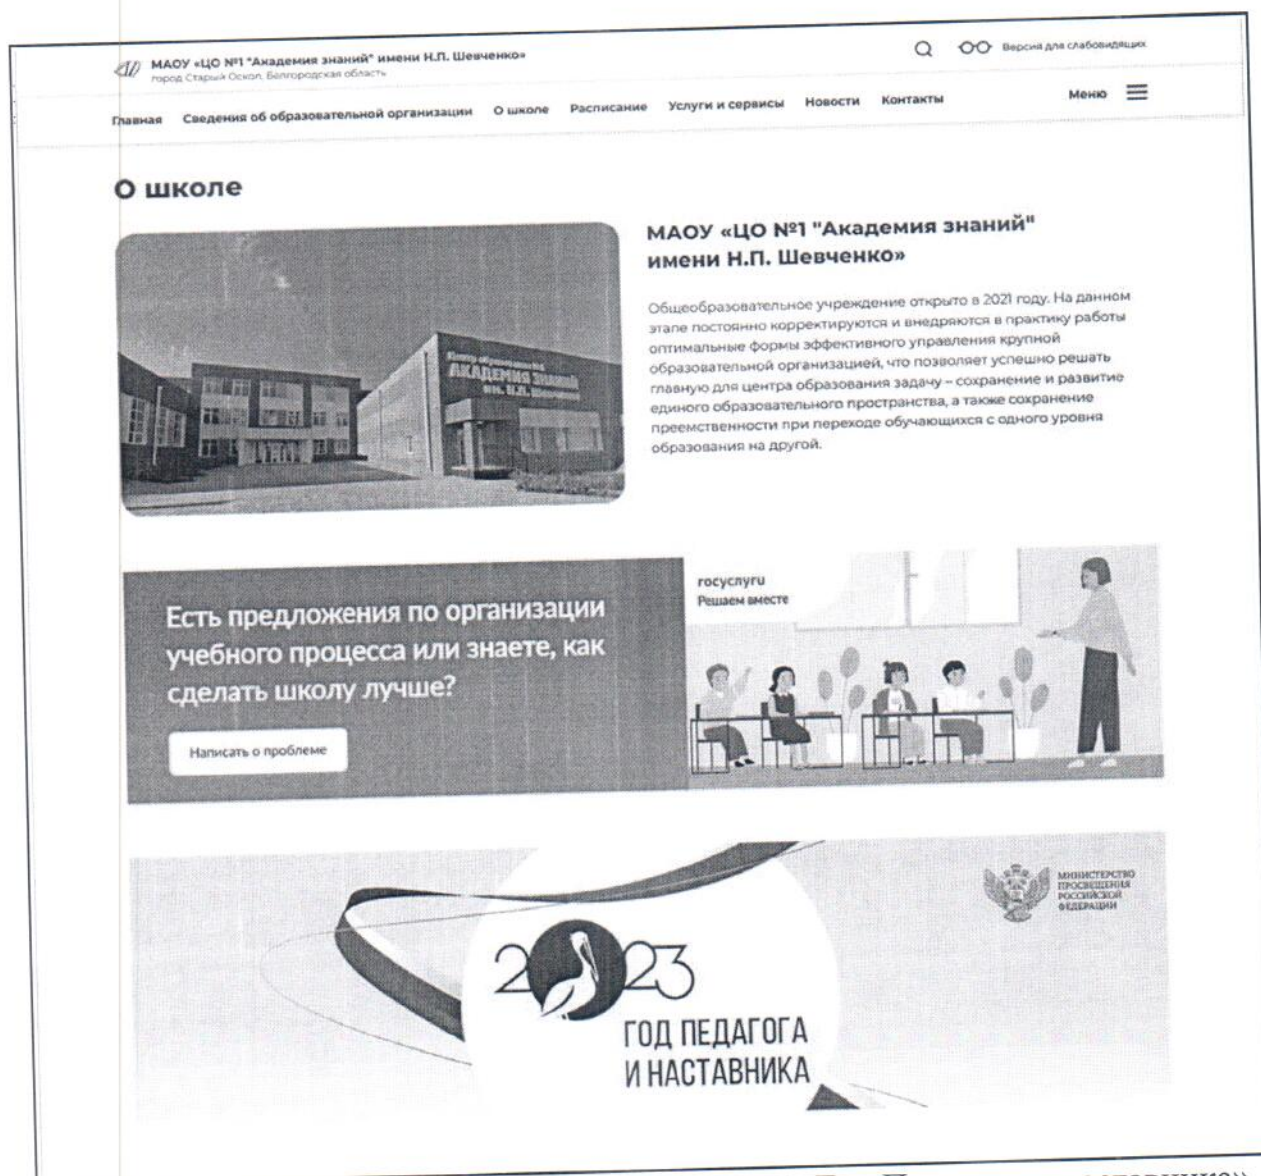 МАОУ «ЦО №1 "Академия знаний" имени Н.П. Шевченко»
город Старый Оскол, Белгородская область
Версия для слабовидящих
Главная Сведения об образовательной организации О школе Расписание Услуги и сервисы Новости Контакты Меню
О школе
МАОУ «ЦО №1 "Академия знаний"
имени Н.П. Шевченко»
Общеобразовательное учреждение открыто в 2021 году. На данном
этапе постоянно корректируются и внедряются в практику работы
оптимальные формы эффективного управления крупной
образовательной организацией, что позволяет успешно решать
главную для центра образования задачу – сохранение и развитие
единого образовательного пространства, а также сохранение
преемственности при переходе обучающихся с одного уровня
образования на другой.
АКАДЕМИЯ ЗНАНИЙ
Есть предложения по организации
учебного процесса или знаете, как
сделать школу лучше?
Написать о проблеме
госуслуги
Решаем вместе
МИНИСТЕРСТВО
ПРОСВЕЩЕНИЯ
РОССИЙСКОЙ
ФЕДЕРАЦИИ
2023
ГОД ПЕДАГОГА
И НАСТАВНИКА